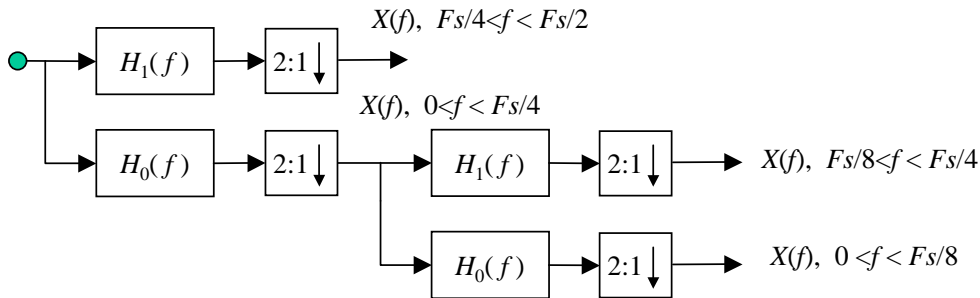 X(f), Fs/4<f < Fs/2
H₁(f)
2:1↓
X(f), 0<f < Fs/4
H₀(f)
2:1↓
H₁(f)
2:1↓
X(f), Fs/8<f < Fs/4
H₀(f)
2:1↓
X(f), 0 <f < Fs/8